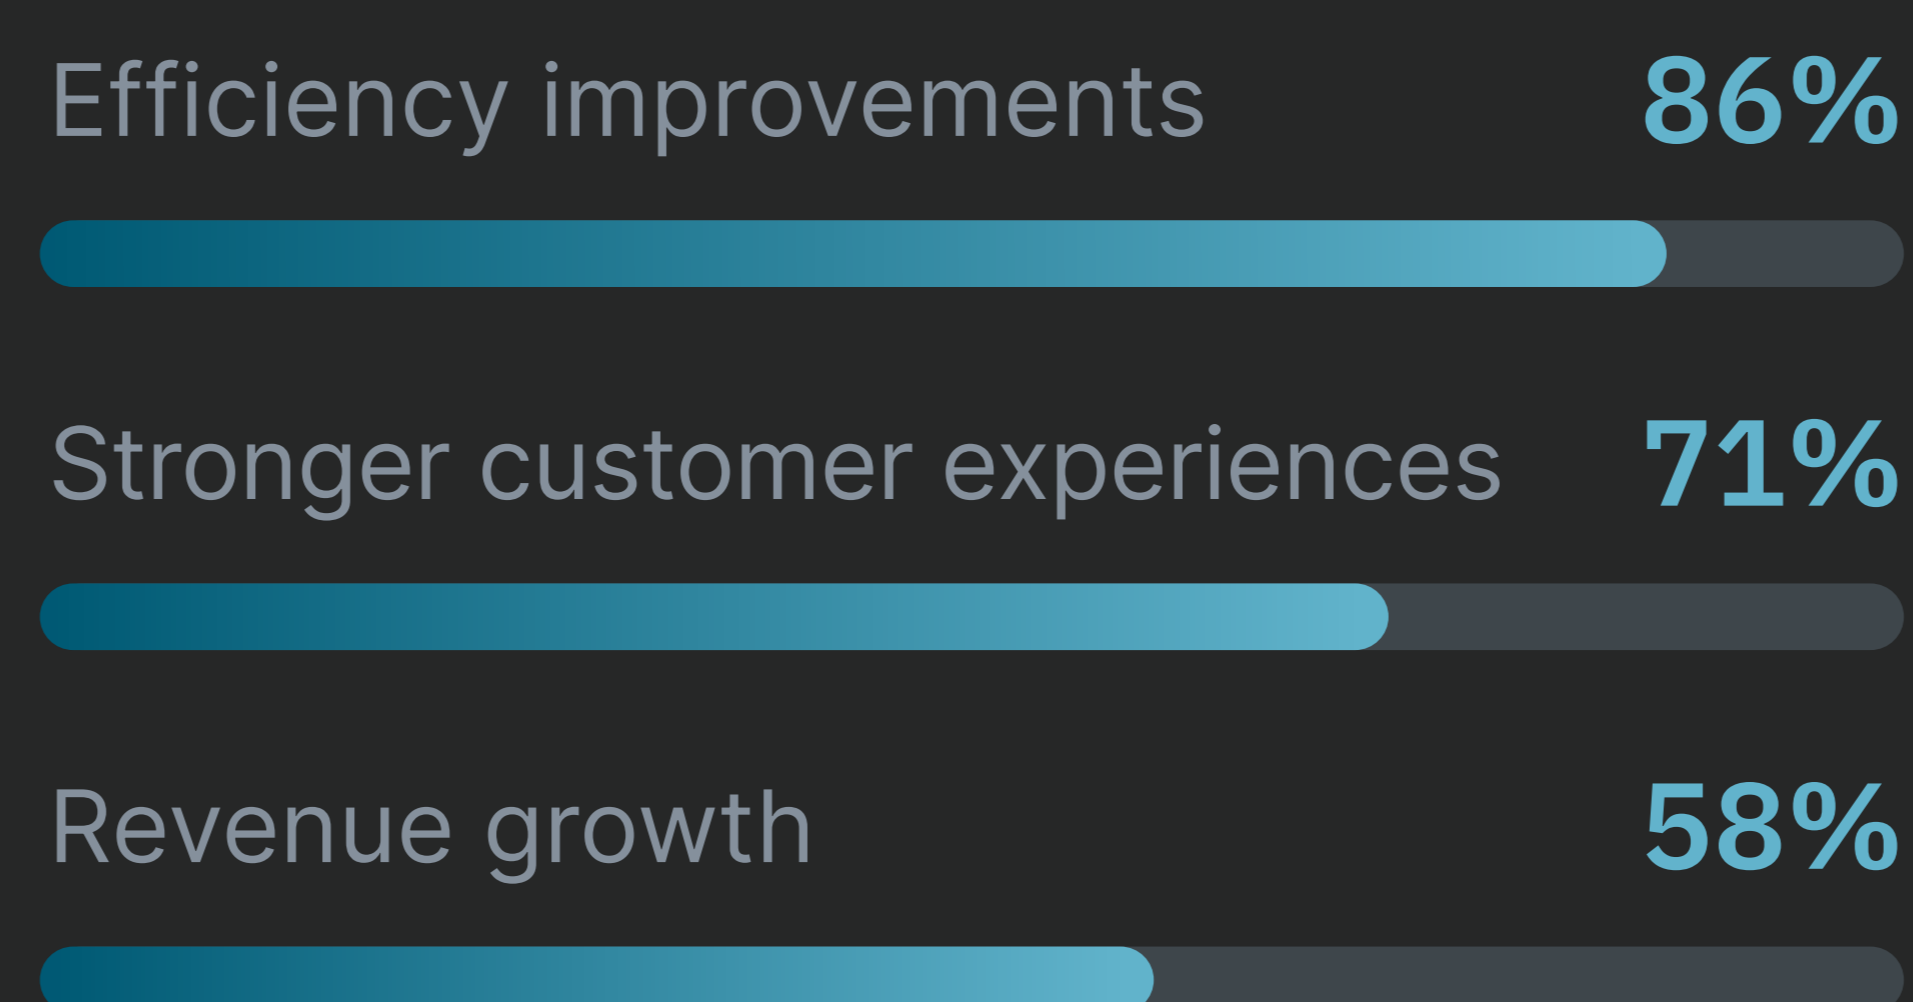 Efficiency improvements 86%
Stronger customer experiences 71%
Revenue growth 58%